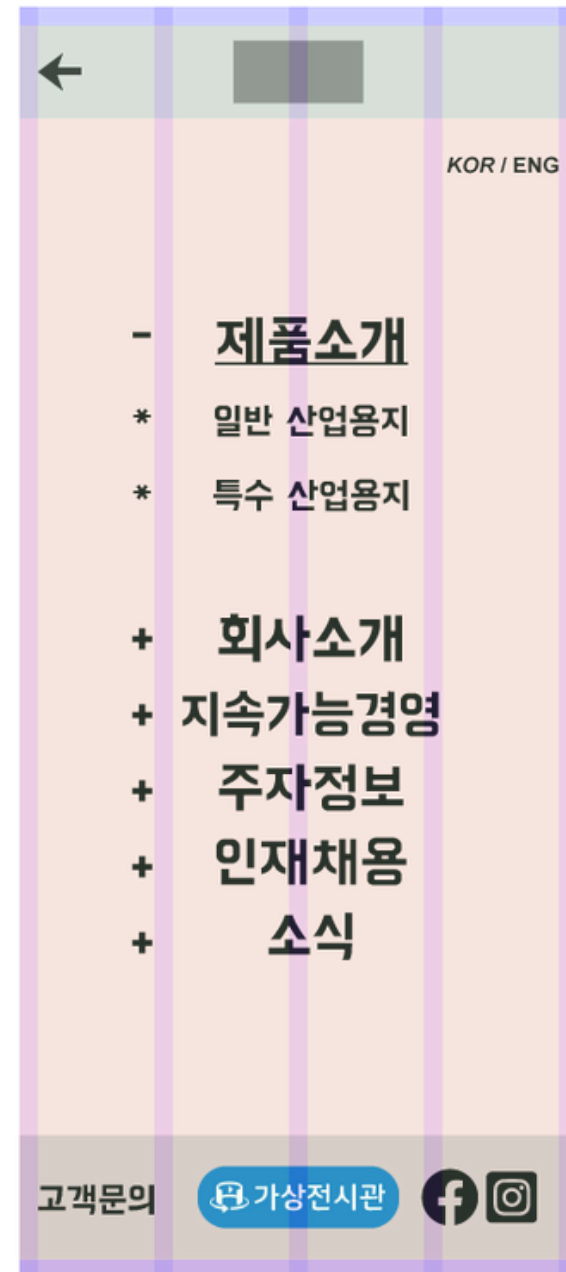 KOR / ENG
- 제품소개
* 일반 산업용지
* 특수 산업용지
+ 회사소개
+ 지속가능경영
+ 주자정보
+ 인재채용
+ 소식
고객문의 가상전시관